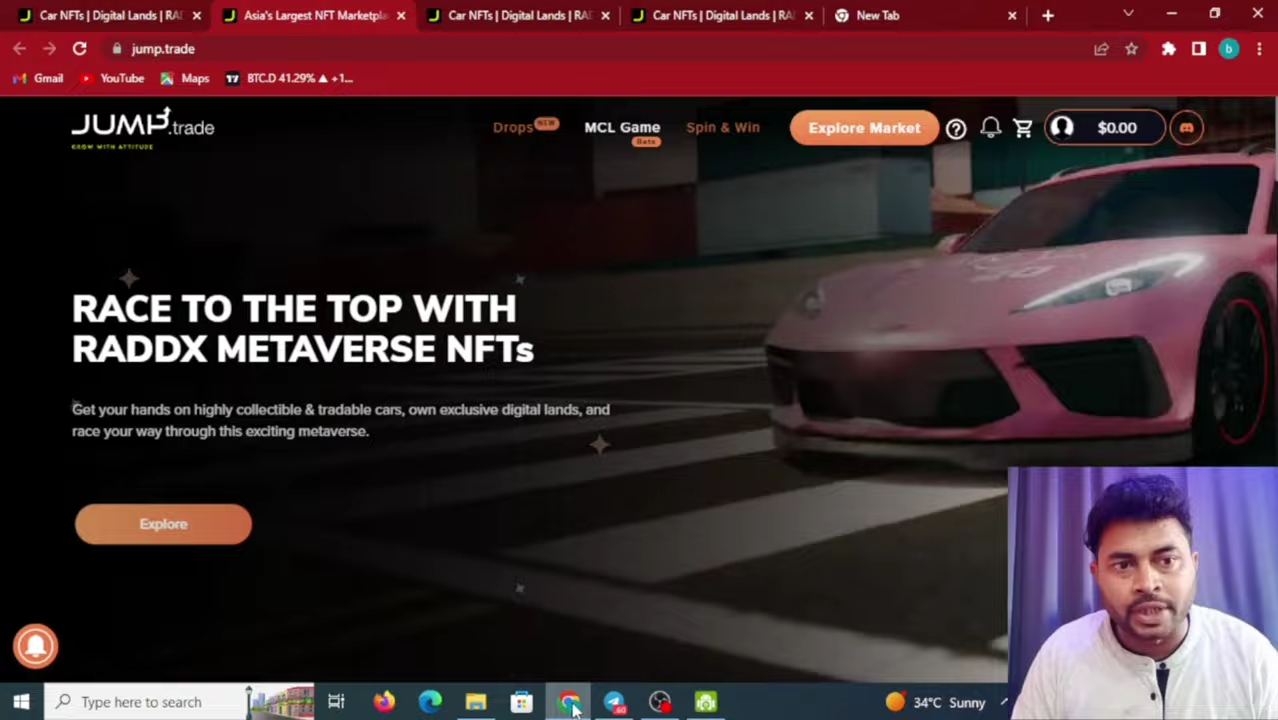 Car NFTs | Digital Lands | RAD
Asia's Largest NFT Marketpla
Car NFTs | Digital Lands | RA
Car NFTs | Digital Lands | RA
New Tab
jump.trade
b
Gmail
YouTube
Maps
BTC.D 41.29% ▲ +1...
JUMP.trade
GROW WITH ATTITUDE
Drops NEW
MCL Game
Beta
Spin & Win
Explore Market
$0.00
RACE TO THE TOP WITH
RADDX METAVERSE NFTs
Get your hands on highly collectible & tradable cars, own exclusive digital lands, and
race your way through this exciting metaverse.
Explore
Type here to search
60
34°C Sunny